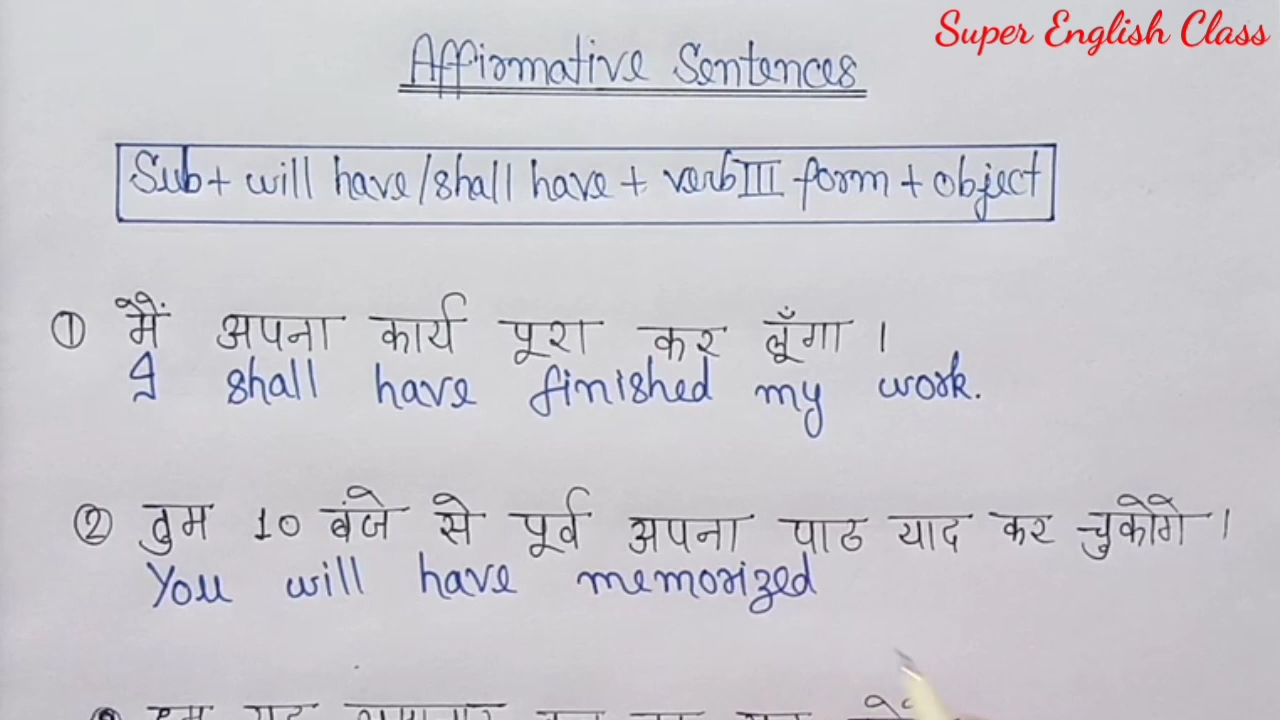 Super English Class
Affirmative Sentences
Sub + will have/shall have + verb III form + object
① मैं अपना कार्य पूरा कर लूँगा ।
I shall have finished my work.
② तुम 10 बंजे से पूर्व अपना पाठ याद कर चुकोगे ।
You will have memorized